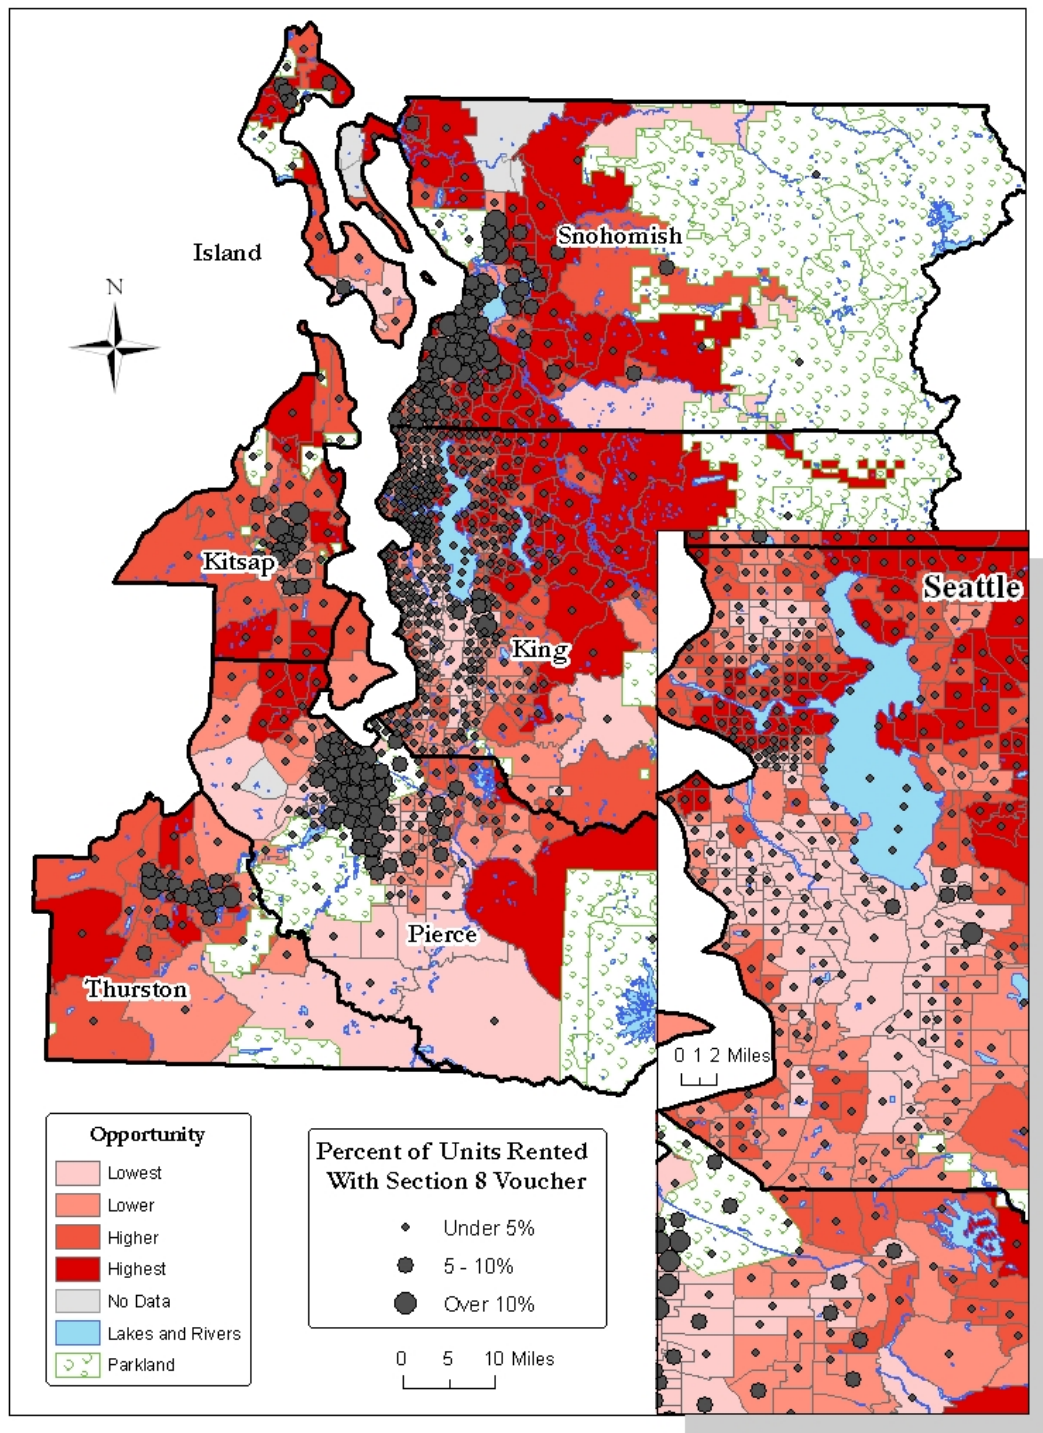 Island
Snohomish
N
Kitsap
King
Seattle
Pierce
Thurston
0 1 2 Miles
Opportunity
Lowest
Lower
Higher
Highest
No Data
Lakes and Rivers
Parkland
Percent of Units Rented
With Section 8 Voucher
Under 5%
5 - 10%
Over 10%
0 5 10 Miles